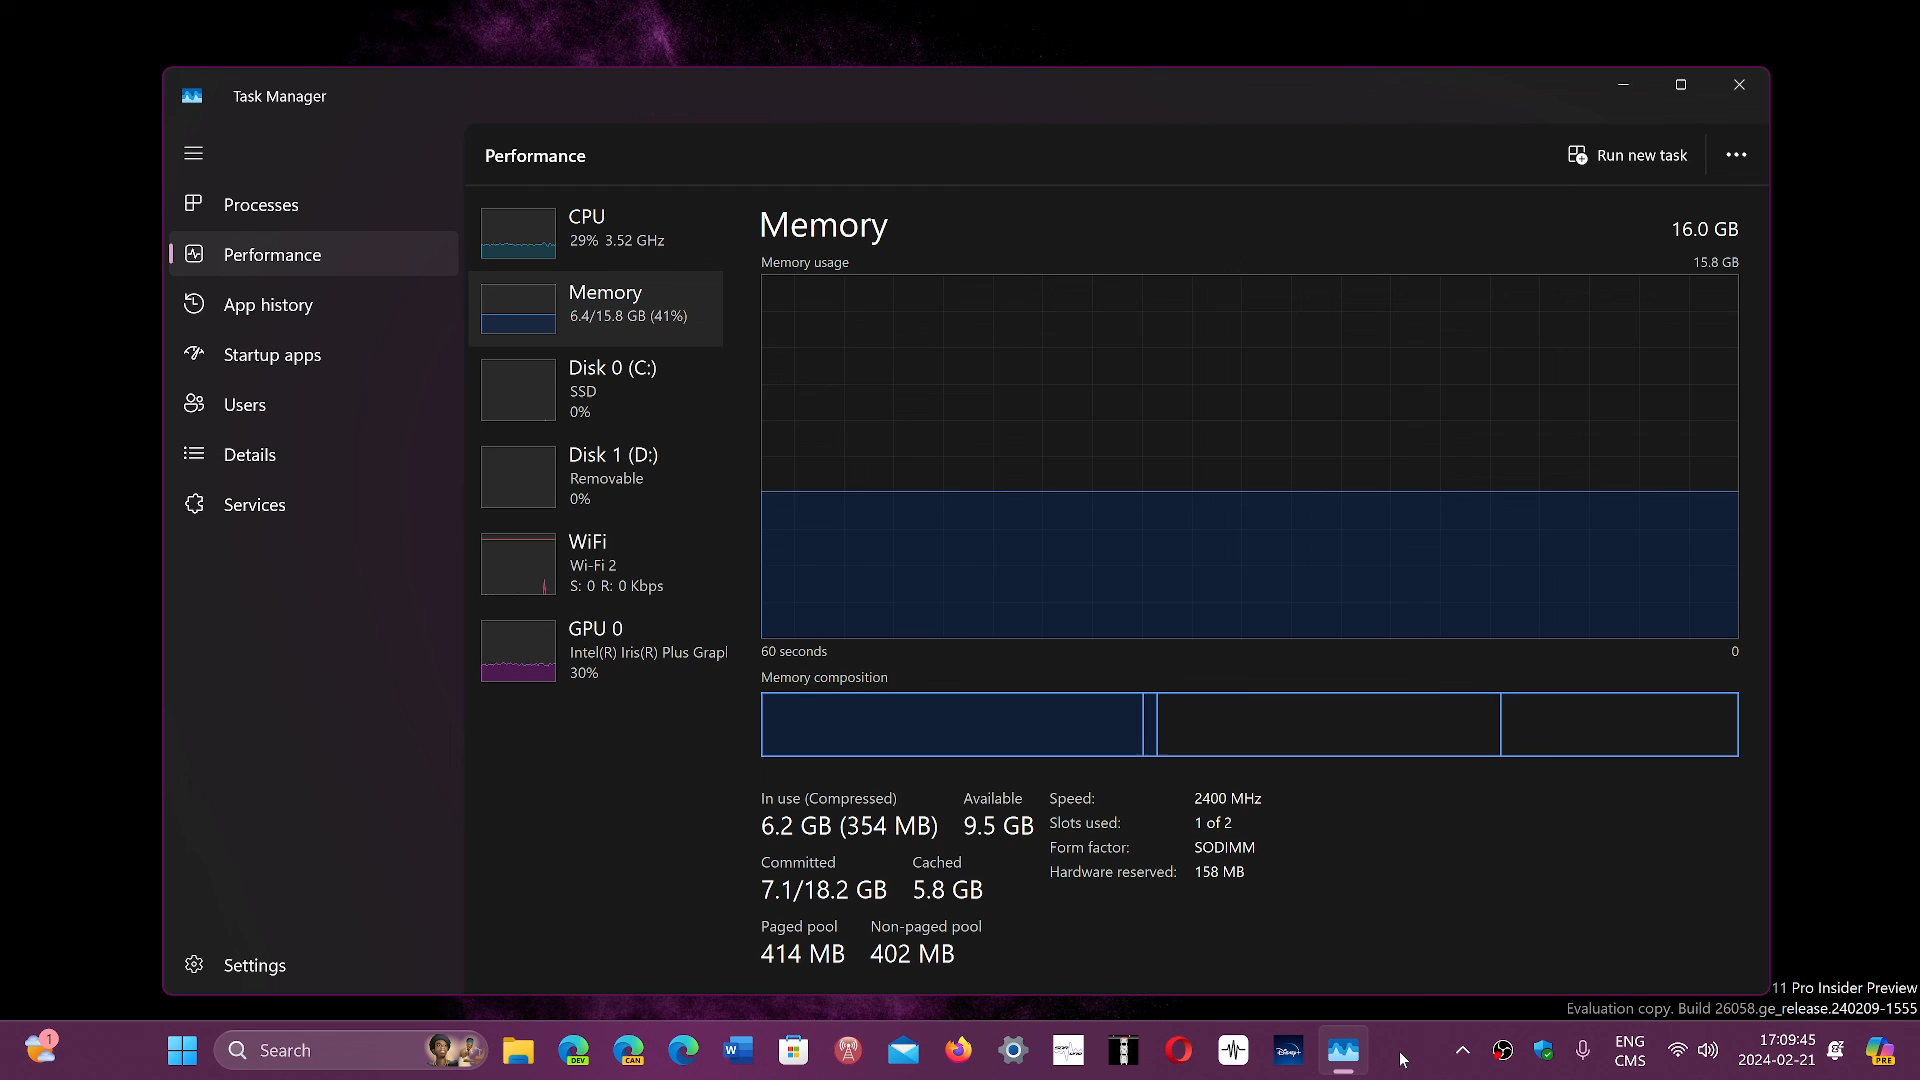 Task Manager
Performance
Run new task
Processes
Performance
App history
Startup apps
Users
Details
Services
Settings
CPU
29% 3.52 GHz
Memory
6.4/15.8 GB (41%)
Disk 0 (C:)
SSD
0%
Disk 1 (D:)
Removable
0%
WiFi
Wi-Fi 2
S: 0 R: 0 Kbps
GPU 0
Intel(R) Iris(R) Plus Grapl
30%
Memory
16.0 GB
Memory usage
15.8 GB
60 seconds
0
Memory composition
In use (Compressed)
Available
6.2 GB (354 MB)
9.5 GB
Committed
Cached
7.1/18.2 GB
5.8 GB
Paged pool
Non-paged pool
414 MB
402 MB
Speed: 2400 MHz
Slots used: 1 of 2
Form factor: SODIMM
Hardware reserved: 158 MB
11 Pro Insider Preview
Evaluation copy. Build 26058.ge_release.240209-1555
1
Search
DEV
CAN
W
Disney+
ENG
CMS
17:09:45
2024-02-21
PRE